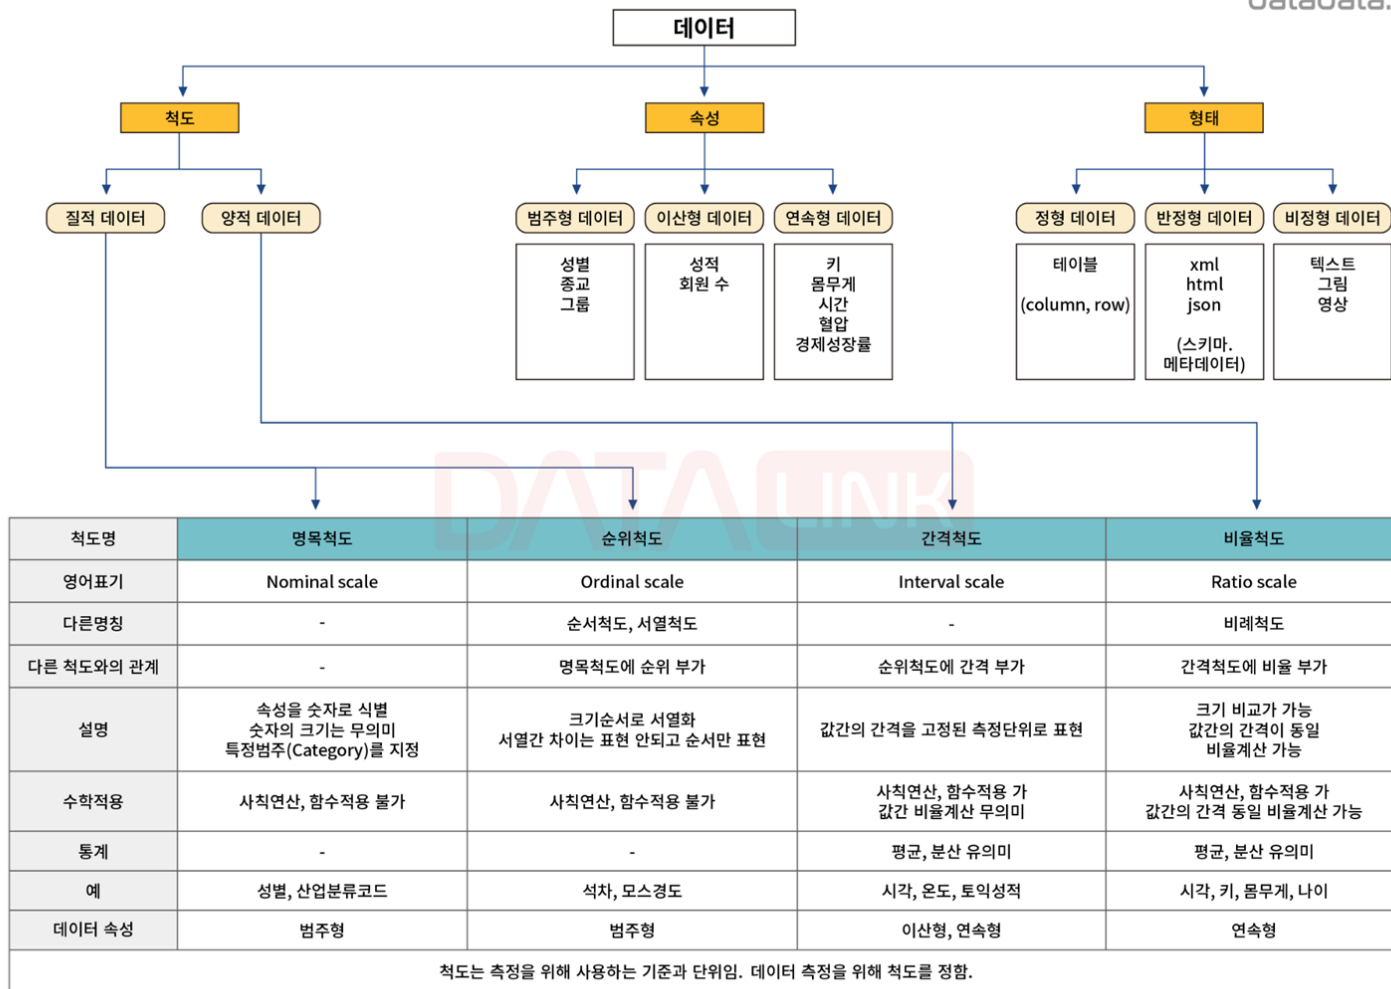 데이터
척도
속성
형태
질적 데이터
양적 데이터
범주형 데이터
이산형 데이터
연속형 데이터
정형 데이터
반정형 데이터
비정형 데이터
성별
종교
그룹
성적
회원 수
키
몸무게
시간
혈압
경제성장률
테이블
(column, row)
xml
html
json
(스키마.
메타데이터)
텍스트
그림
영상
DATA LINK
척도명 명목척도 순위척도 간격척도 비율척도
영어표기 Nominal scale Ordinal scale Interval scale Ratio scale
다른명칭 - 순서척도, 서열척도 - 비례척도
다른 척도와의 관계 - 명목척도에 순위 부가 순위척도에 간격 부가 간격척도에 비율 부가
설명
속성을 숫자로 식별
숫자의 크기는 무의미
특정범주(Category)를 지정
크기순서로 서열화
서열간 차이는 표현 안되고 순서만 표현
값간의 간격을 고정된 측정단위로 표현
크기 비교가 가능
값간의 간격이 동일
비율계산 가능
수학적용
사칙연산, 함수적용 불가
사칙연산, 함수적용 불가
사칙연산, 함수적용 가
값간 비율계산 무의미
사칙연산, 함수적용 가
값간의 간격 동일 비율계산 가능
통계 - - 평균, 분산 유의미 평균, 분산 유의미
예 성별, 산업분류코드 석차, 모스경도 시각, 온도, 토익성적 시각, 키, 몸무게, 나이
데이터 속성 범주형 범주형 이산형, 연속형 연속형
척도는 측정을 위해 사용하는 기준과 단위임. 데이터 측정을 위해 척도를 정함.